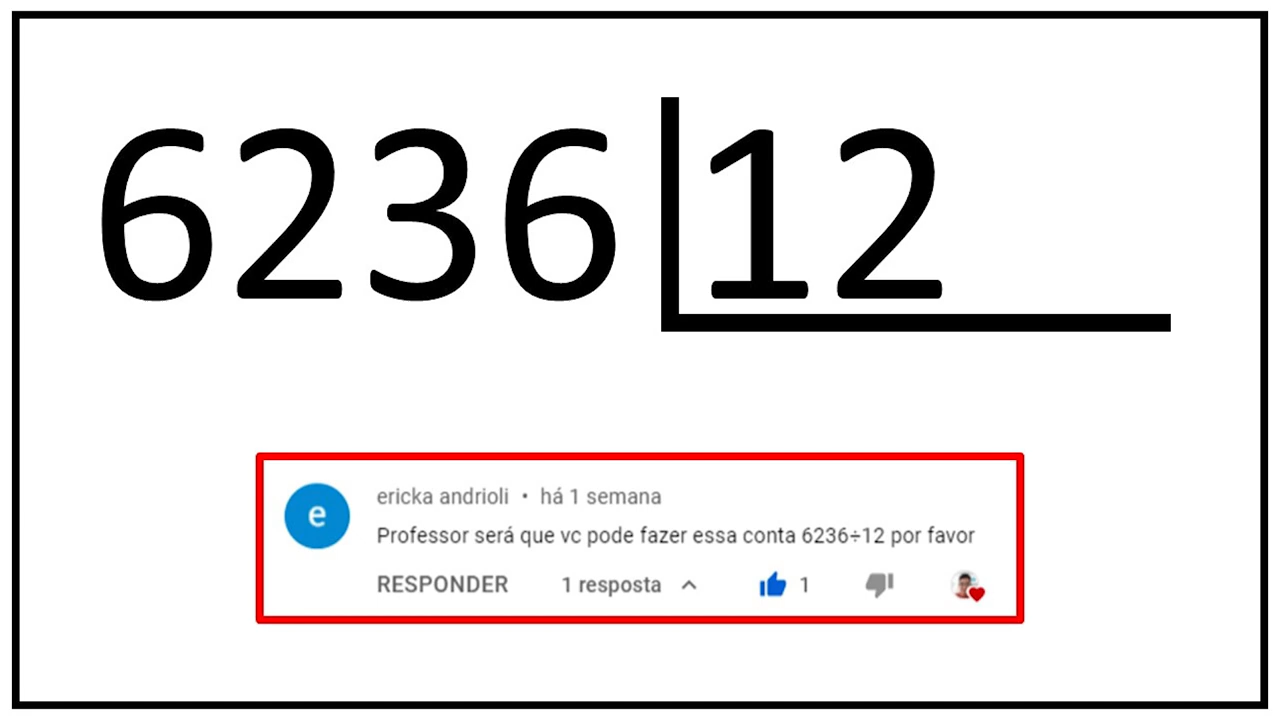 6236 12
e
ericka andrioli • há 1 semana
Professor será que vc pode fazer essa conta 6236÷12 por favor
RESPONDER 1 resposta 1